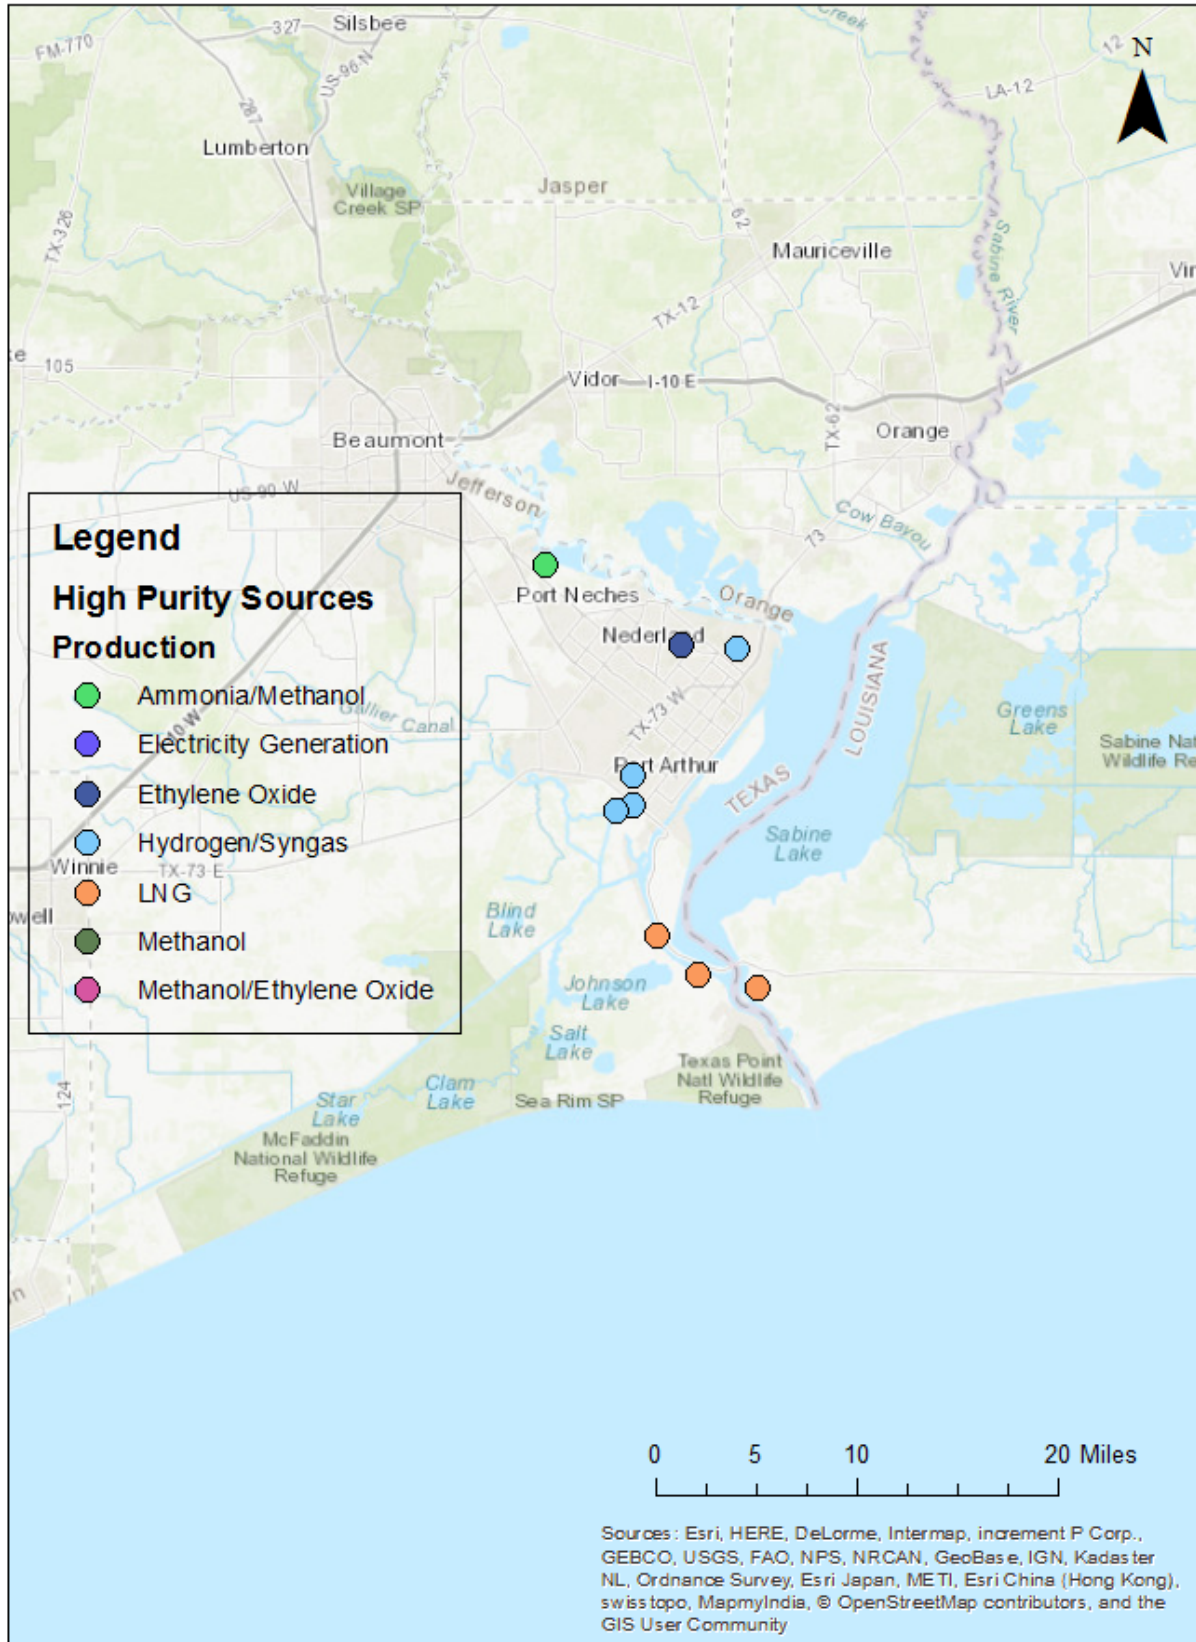 Silsbee
Creek
327
FM-770
US-96 N
12
N
LA-12
287
Lumberton
Village
Creek SP
Jasper
TX-326
62
Mauriceville
Sabine River
Vin
TX-12
ke
105
Vidor
I-10 E
TX-62
Orange
Beaumont
US-90 W
Jefferson
Cow Bayou
73
Legend
High Purity Sources
Production
Ammonia/Methanol
Electricity Generation
Ethylene Oxide
Hydrogen/Syngas
LNG
Methanol
Methanol/Ethylene Oxide
Port Neches
Orange
Nederland
LOUISIANA
Greens
Lake
Gallier Canal
TX-73 W
Sabine Nat
Wildlife Re
Port Arthur
TEXAS
Sabine
Lake
Winnie
TX-73 E
owell
Blind
Lake
Johnson
Lake
Salt
Lake
Texas Point
Natl Wildlife
Refuge
124
Clam
Lake
Star
Lake
Sea Rim SP
McFaddin
National Wildlife
Refuge
0 5 10 20 Miles
Sources: Esri, HERE, DeLorme, Intermap, increment P Corp.,
GEBCO, USGS, FAO, NPS, NRCAN, GeoBase, IGN, Kadaster
NL, Ordnance Survey, Esri Japan, METI, Esri China (Hong Kong),
swisstopo, MapmyIndia, © OpenStreetMap contributors, and the
GIS User Community